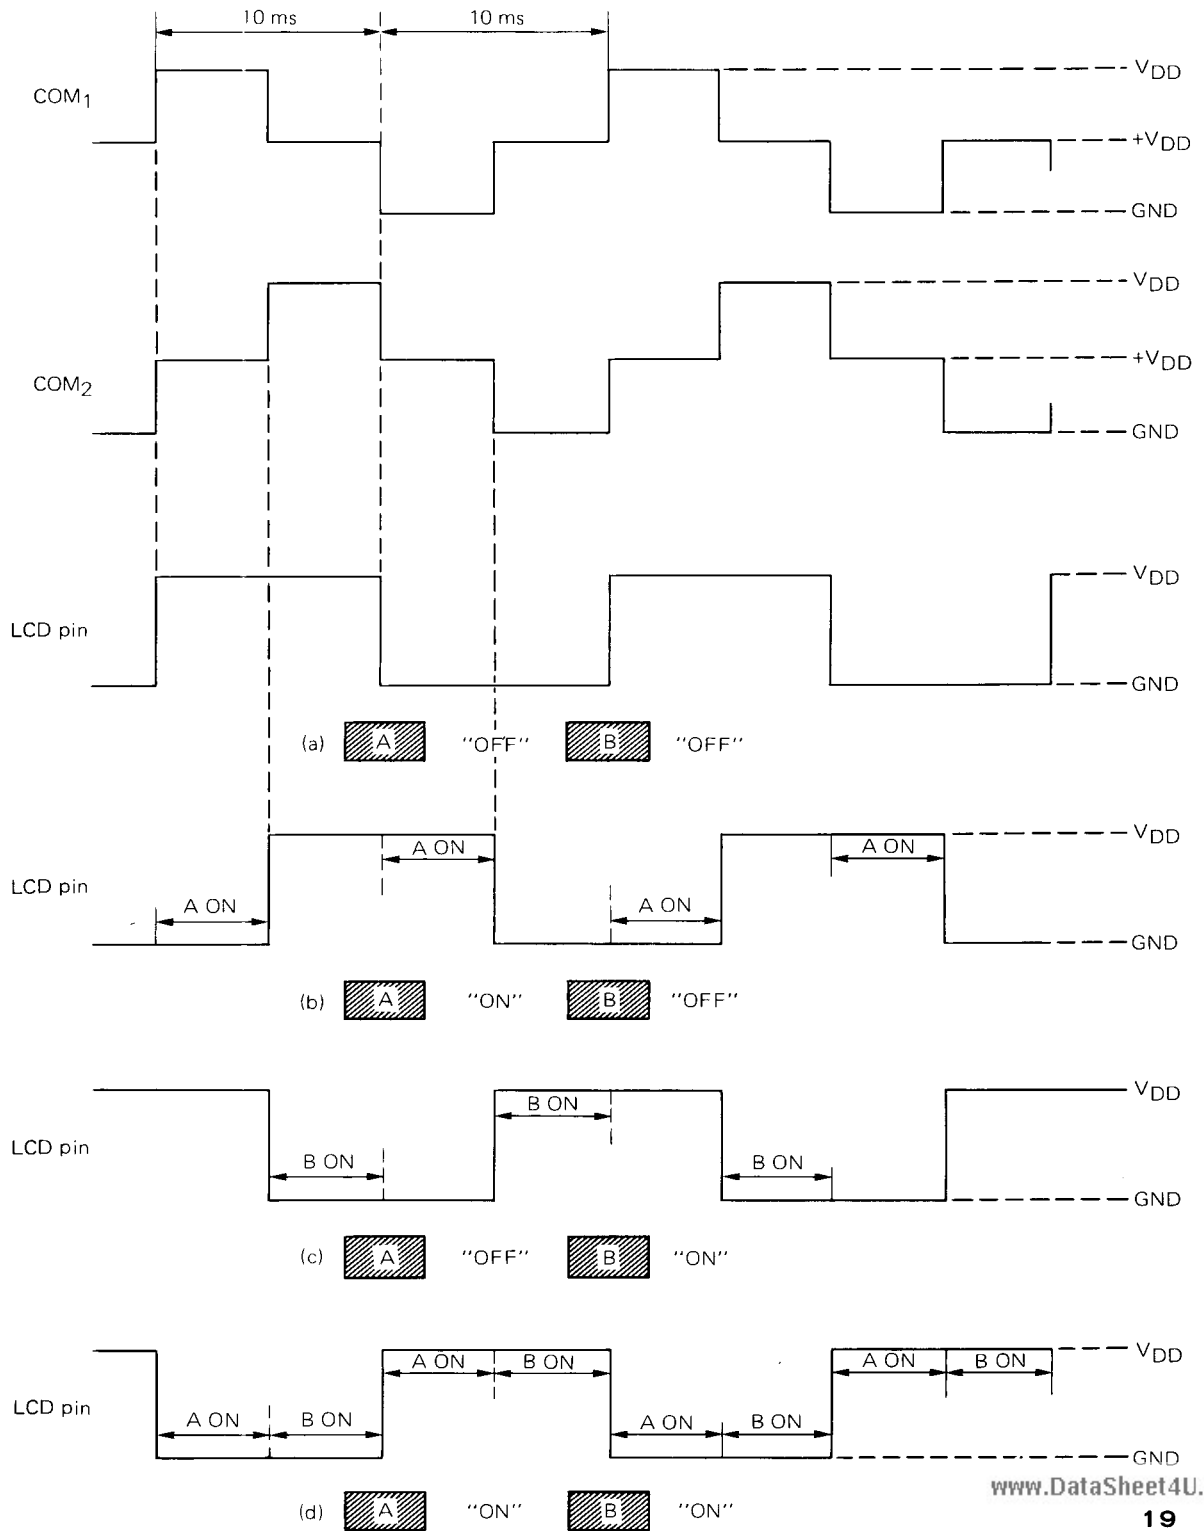 10 ms 10 ms
VDD
COM1
+VDD
GND
VDD
+VDD
COM2
GND
VDD
LCD pin
GND
(a) A "OFF" B "OFF"
VDD
A ON A ON
LCD pin
A ON A ON
GND
(b) A "ON" B "OFF"
VDD
B ON
LCD pin
B ON B ON
GND
(c) A "OFF" B "ON"
VDD
A ON B ON A ON B ON
LCD pin
A ON B ON A ON B ON
GND
www.DataSheet4U.
(d) A "ON" B "ON"
19